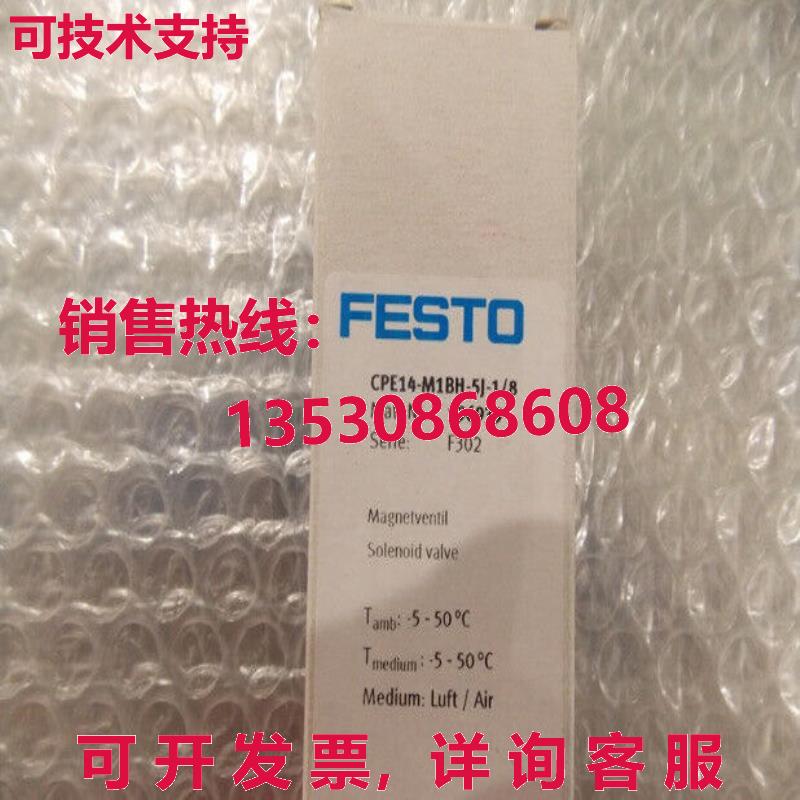 可技术支持
销售热线:
FESTO
CPE14-M1BH-5J-1/8
13530868608
Serie: F302
Magnetventil
Solenoid valve
Tamb: -5 - 50 °C
Tmedium: -5 - 50 °C
Medium: Luft / Air
可开发票, 详询客服